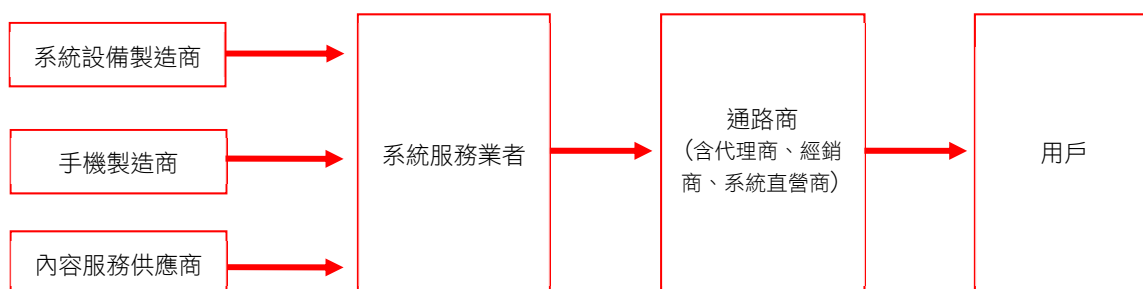 系統設備製造商
手機製造商
內容服務供應商
系統服務業者
通路商
(含代理商、經銷
商、系統直營商)
用戶